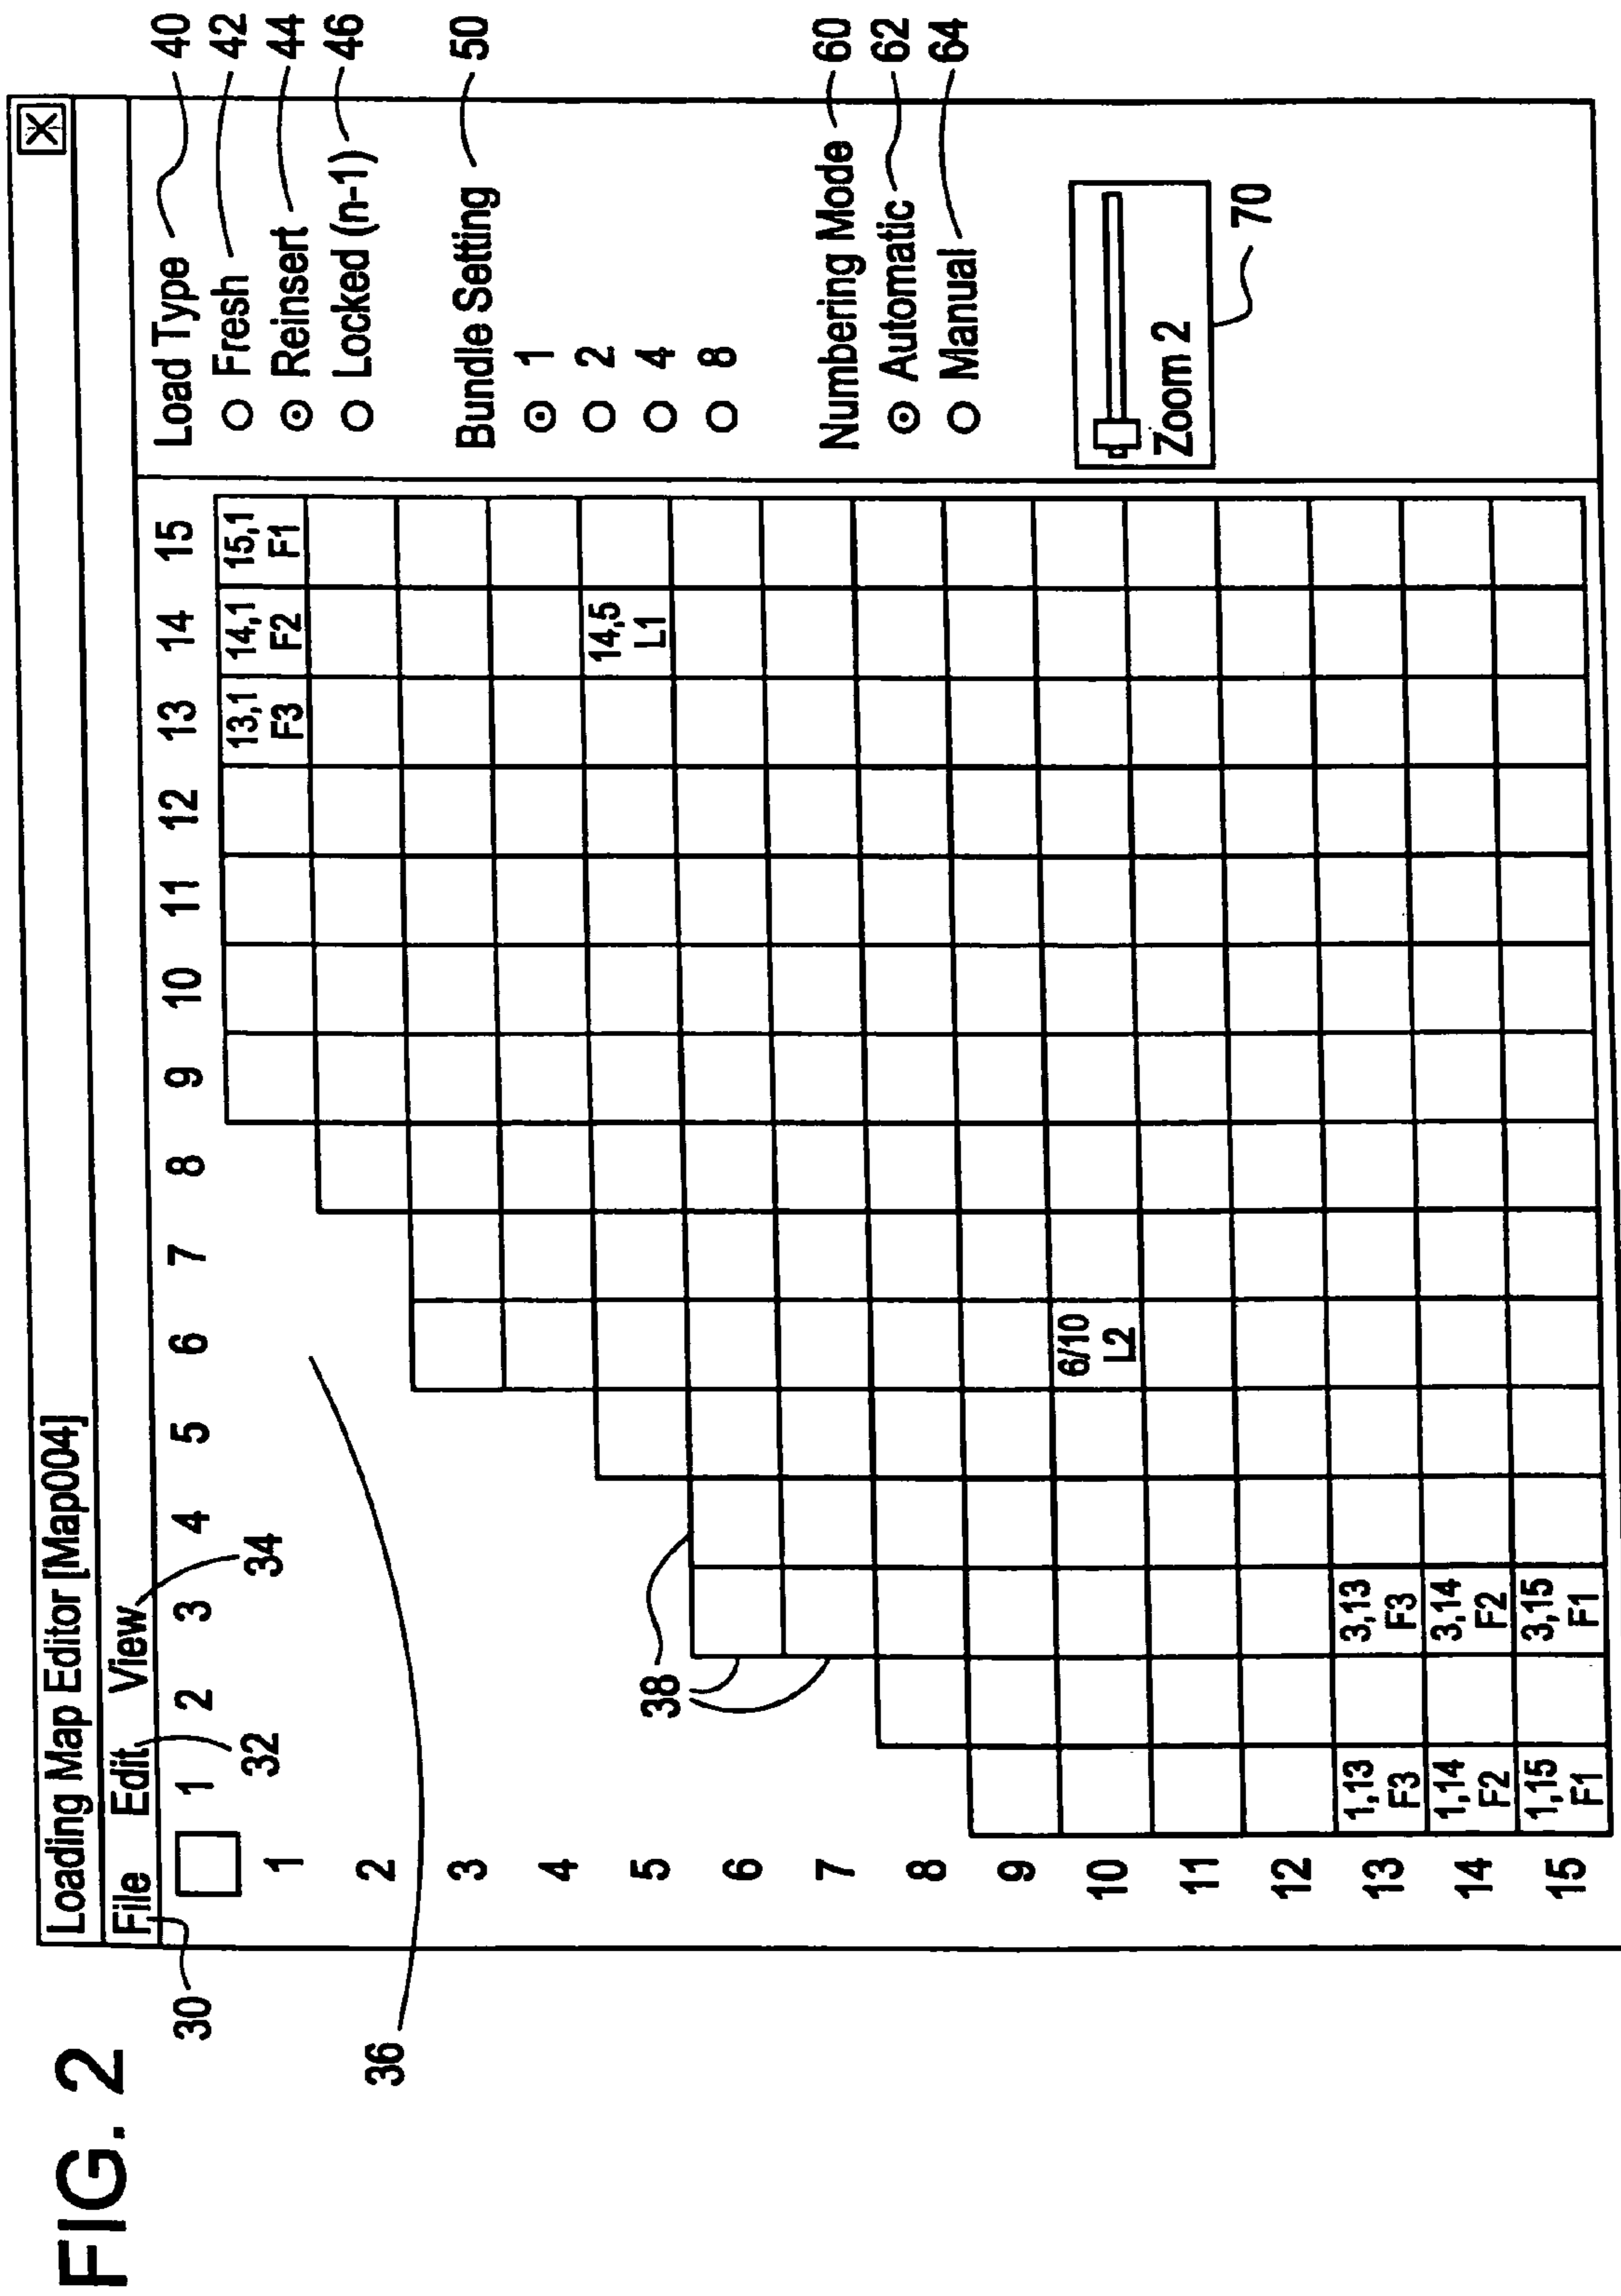 FIG. 2
Loading Map Editor [Map004]
File Edit View
30
32
34
36
38
1 2 3 4 5 6 7 8 9 10 11 12 13 14 15
1
2
3
4
5
6
7
8
9
10
11
12
13
14
15
13,1
F3
14,1
F2
15,1
F1
14,5
L1
6/10
L2
1,13
F3
3,13
F3
1,14
F2
3,14
F2
1,15
F1
3,15
F1
Load Type 40
Fresh 42
Reinsert 44
Locked (n-1) 46
Bundle Setting 50
1
2
4
8
Numbering Mode 60
Automatic 62
Manual 64
Zoom 2
70